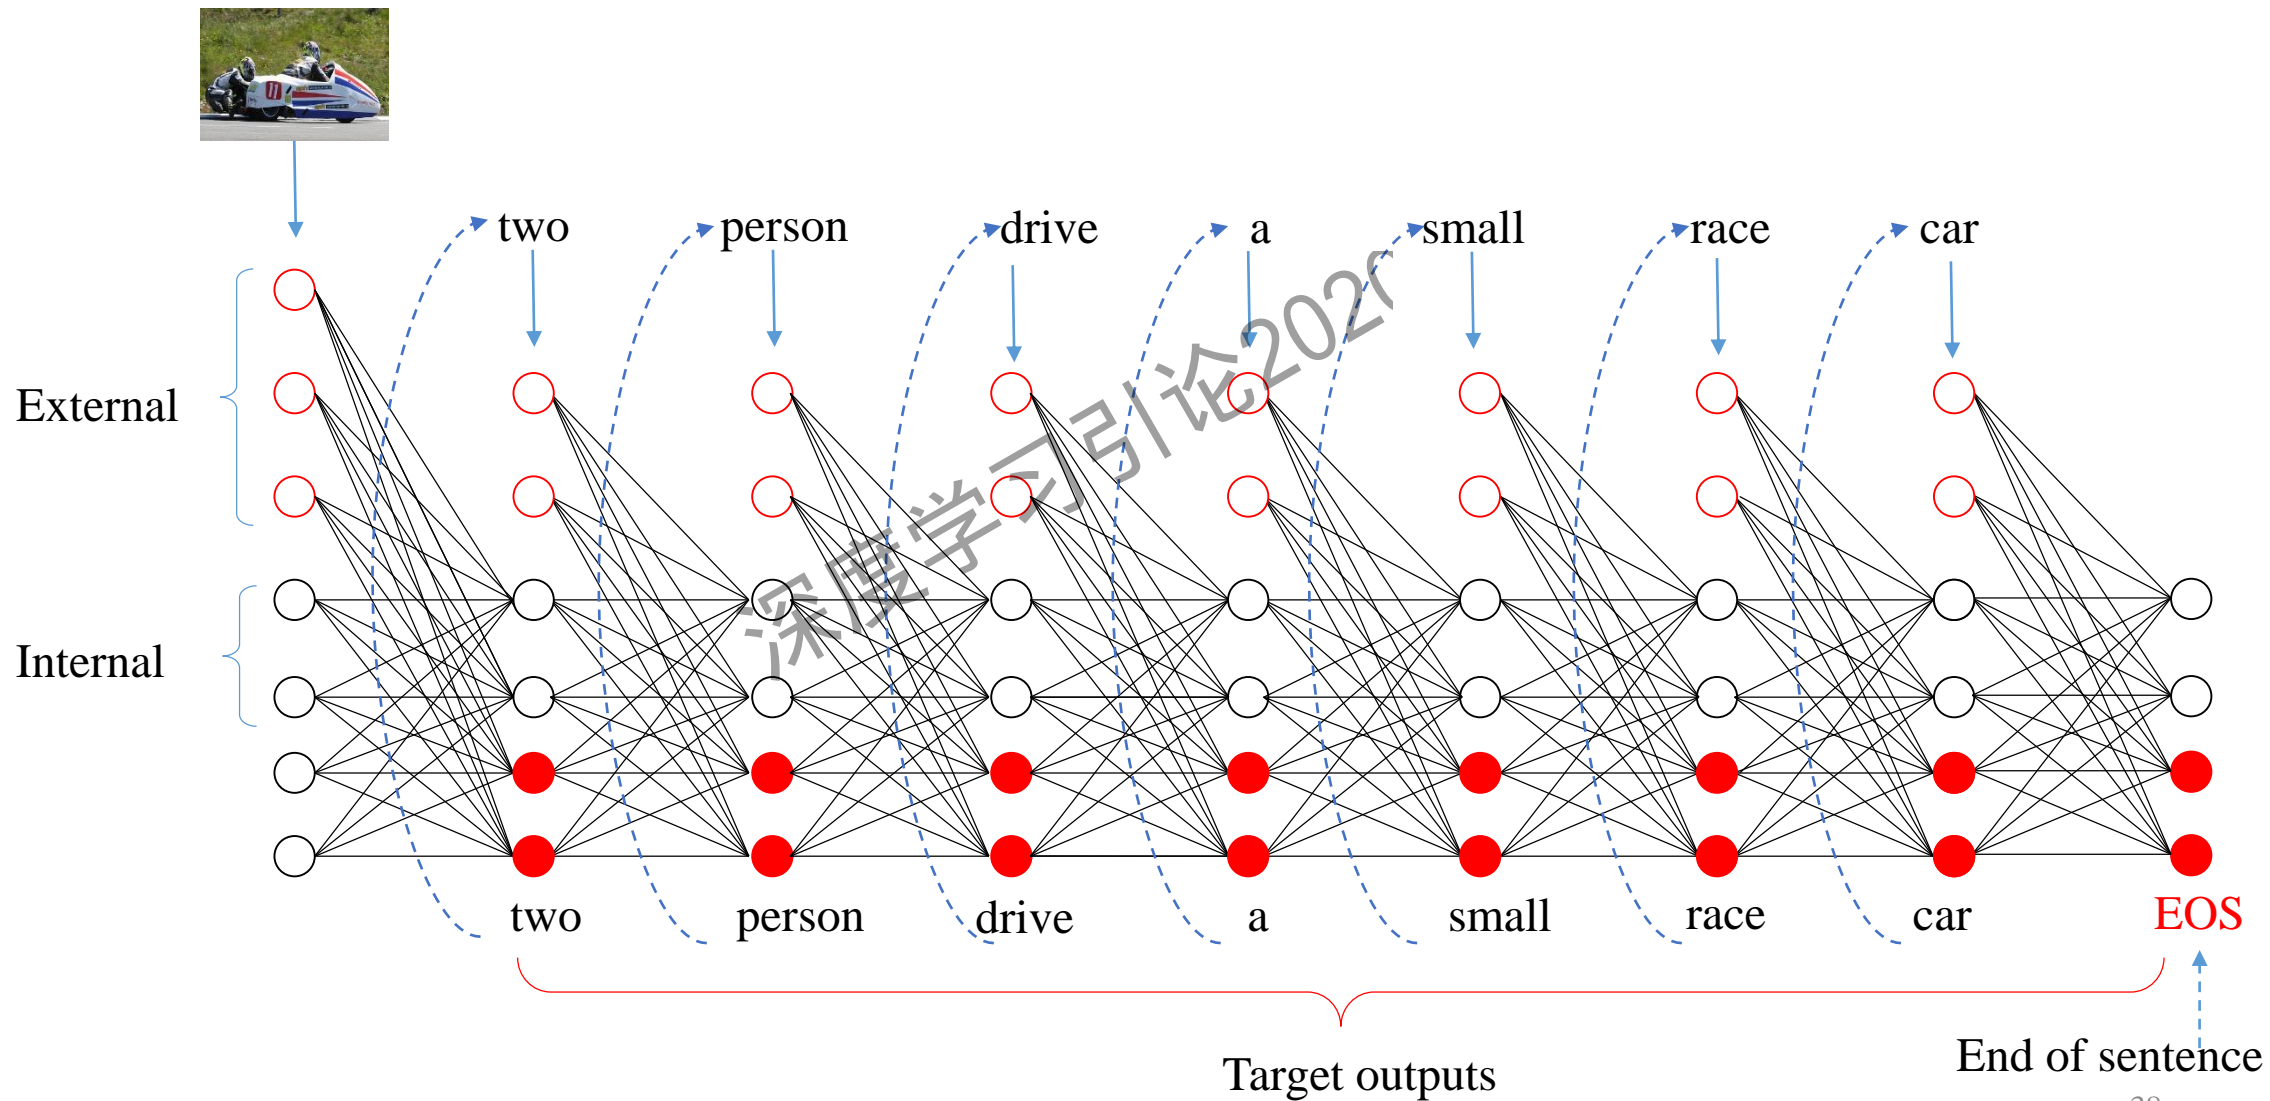 two person drive a small race car
External
深度学习引论2020
Internal
two person drive a small race car EOS
Target outputs
End of sentence